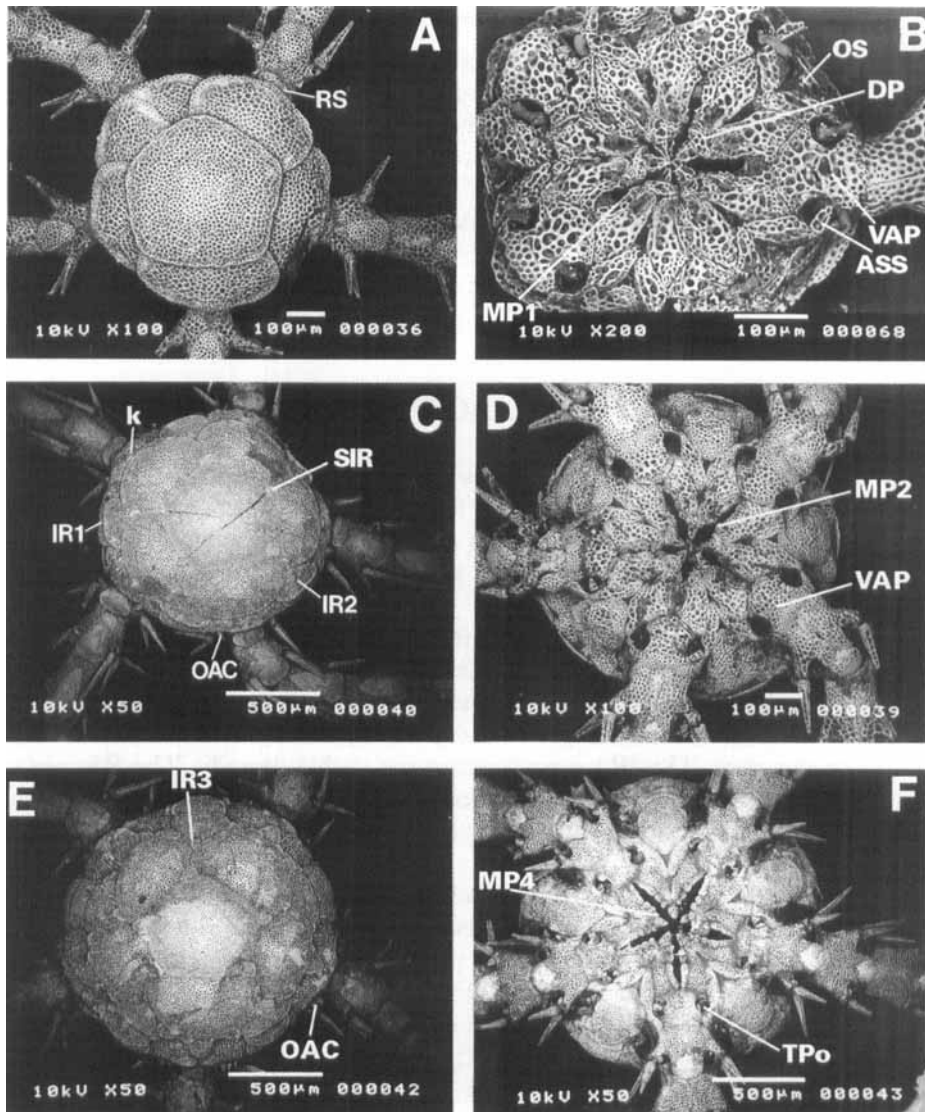 A
RS
10kV X100 100µm 000036
B
OS
DP
VAP
ASS
MP1
10kV X200 100µm 000068
C
k
SIR
IR1
IR2
OAC
10kV X50 500µm 000040
D
MP2
VAP
10kV X100 100µm 000039
E
IR3
OAC
10kV X50 500µm 000042
F
MP4
TPo
10kV X50 500µm 000043